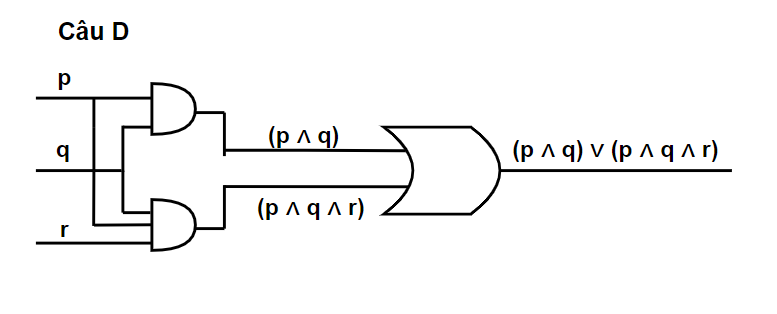 Câu D
p
(p ∧ q)
q
(p ∧ q) ∨ (p ∧ q ∧ r)
(p ∧ q ∧ r)
r